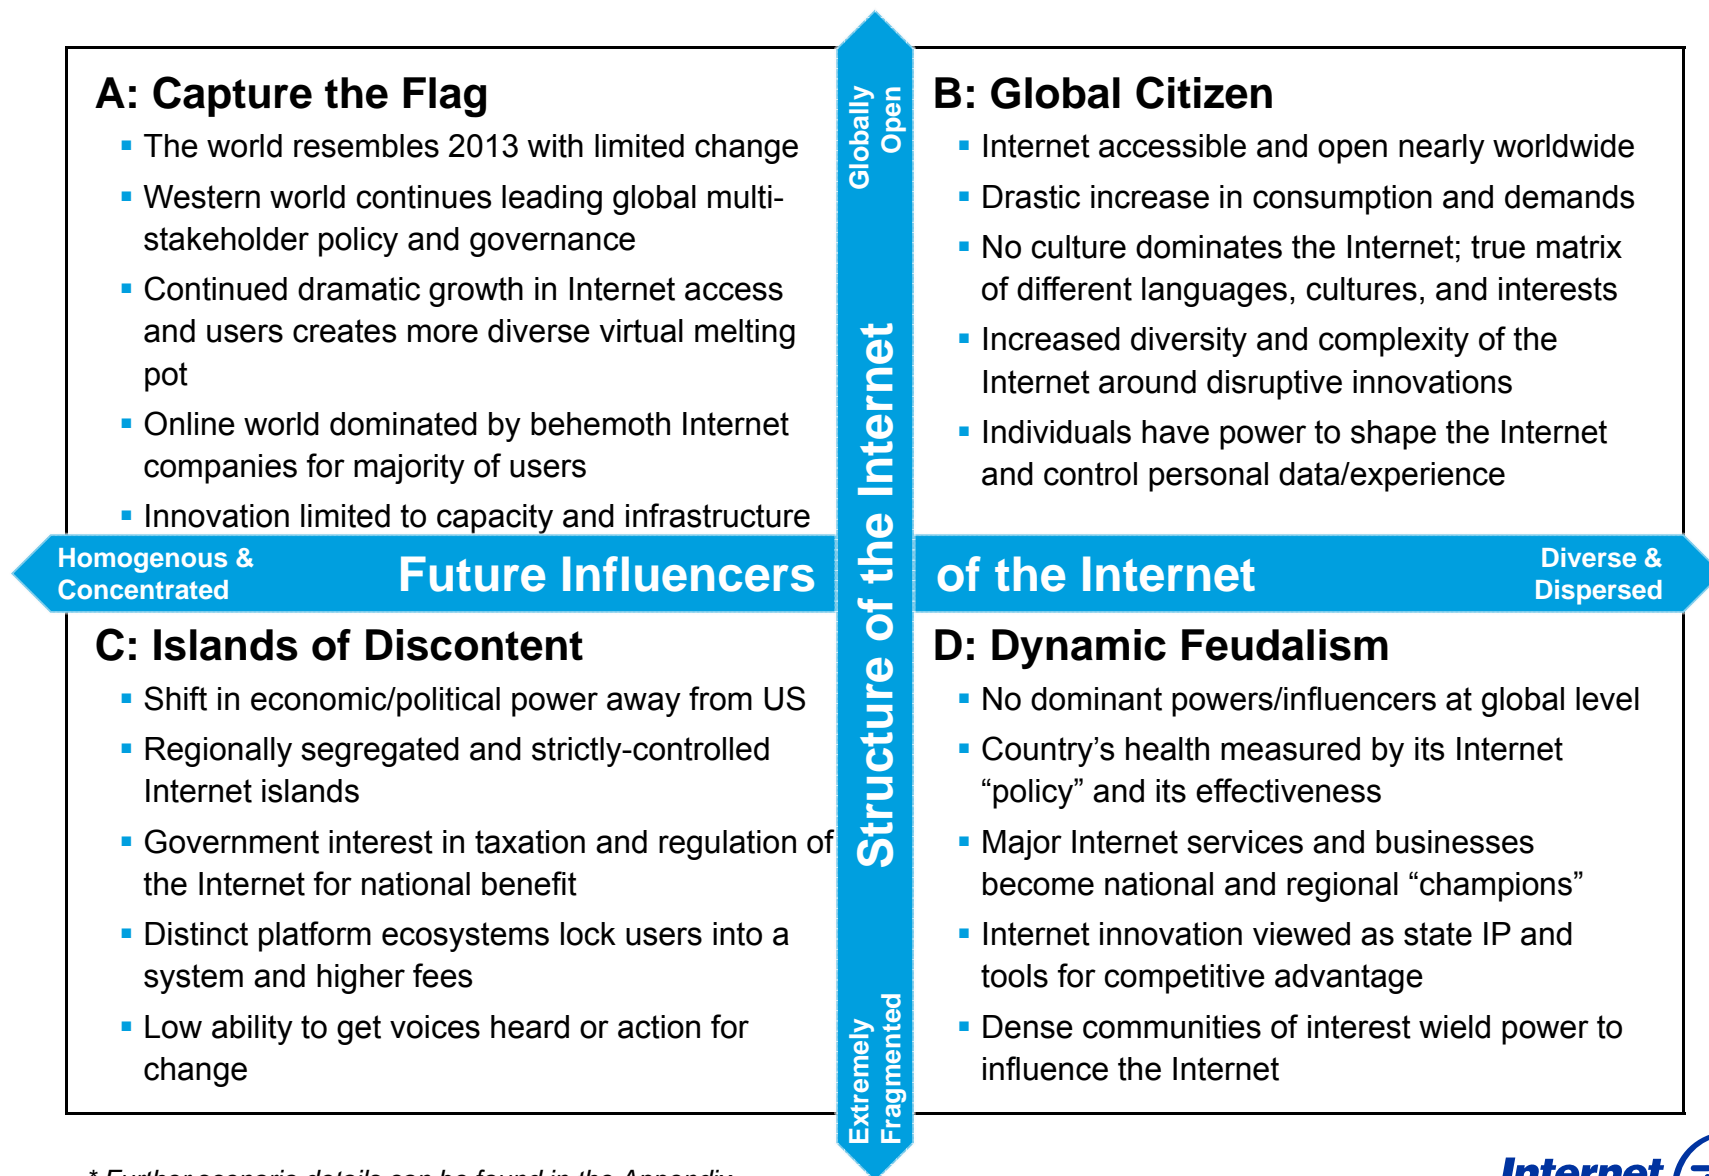 A: Capture the Flag
▪ The world resembles 2013 with limited change
▪ Western world continues leading global multi-
stakeholder policy and governance
▪ Continued dramatic growth in Internet access
and users creates more diverse virtual melting
pot
▪ Online world dominated by behemoth Internet
companies for majority of users
▪ Innovation limited to capacity and infrastructure
Globally
Open
B: Global Citizen
▪ Internet accessible and open nearly worldwide
▪ Drastic increase in consumption and demands
▪ No culture dominates the Internet; true matrix
of different languages, cultures, and interests
▪ Increased diversity and complexity of the
Internet around disruptive innovations
▪ Individuals have power to shape the Internet
and control personal data/experience
Structure of the Internet
Homogenous &
Concentrated
Future Influencers of the Internet
Diverse &
Dispersed
C: Islands of Discontent
▪ Shift in economic/political power away from US
▪ Regionally segregated and strictly-controlled
Internet islands
▪ Government interest in taxation and regulation of
the Internet for national benefit
▪ Distinct platform ecosystems lock users into a
system and higher fees
▪ Low ability to get voices heard or action for
change
Extremely
Fragmented
D: Dynamic Feudalism
▪ No dominant powers/influencers at global level
▪ Country’s health measured by its Internet
“policy” and its effectiveness
▪ Major Internet services and businesses
become national and regional “champions”
▪ Internet innovation viewed as state IP and
tools for competitive advantage
▪ Dense communities of interest wield power to
influence the Internet
* Further scenario details can be found in the Appendix
Internet